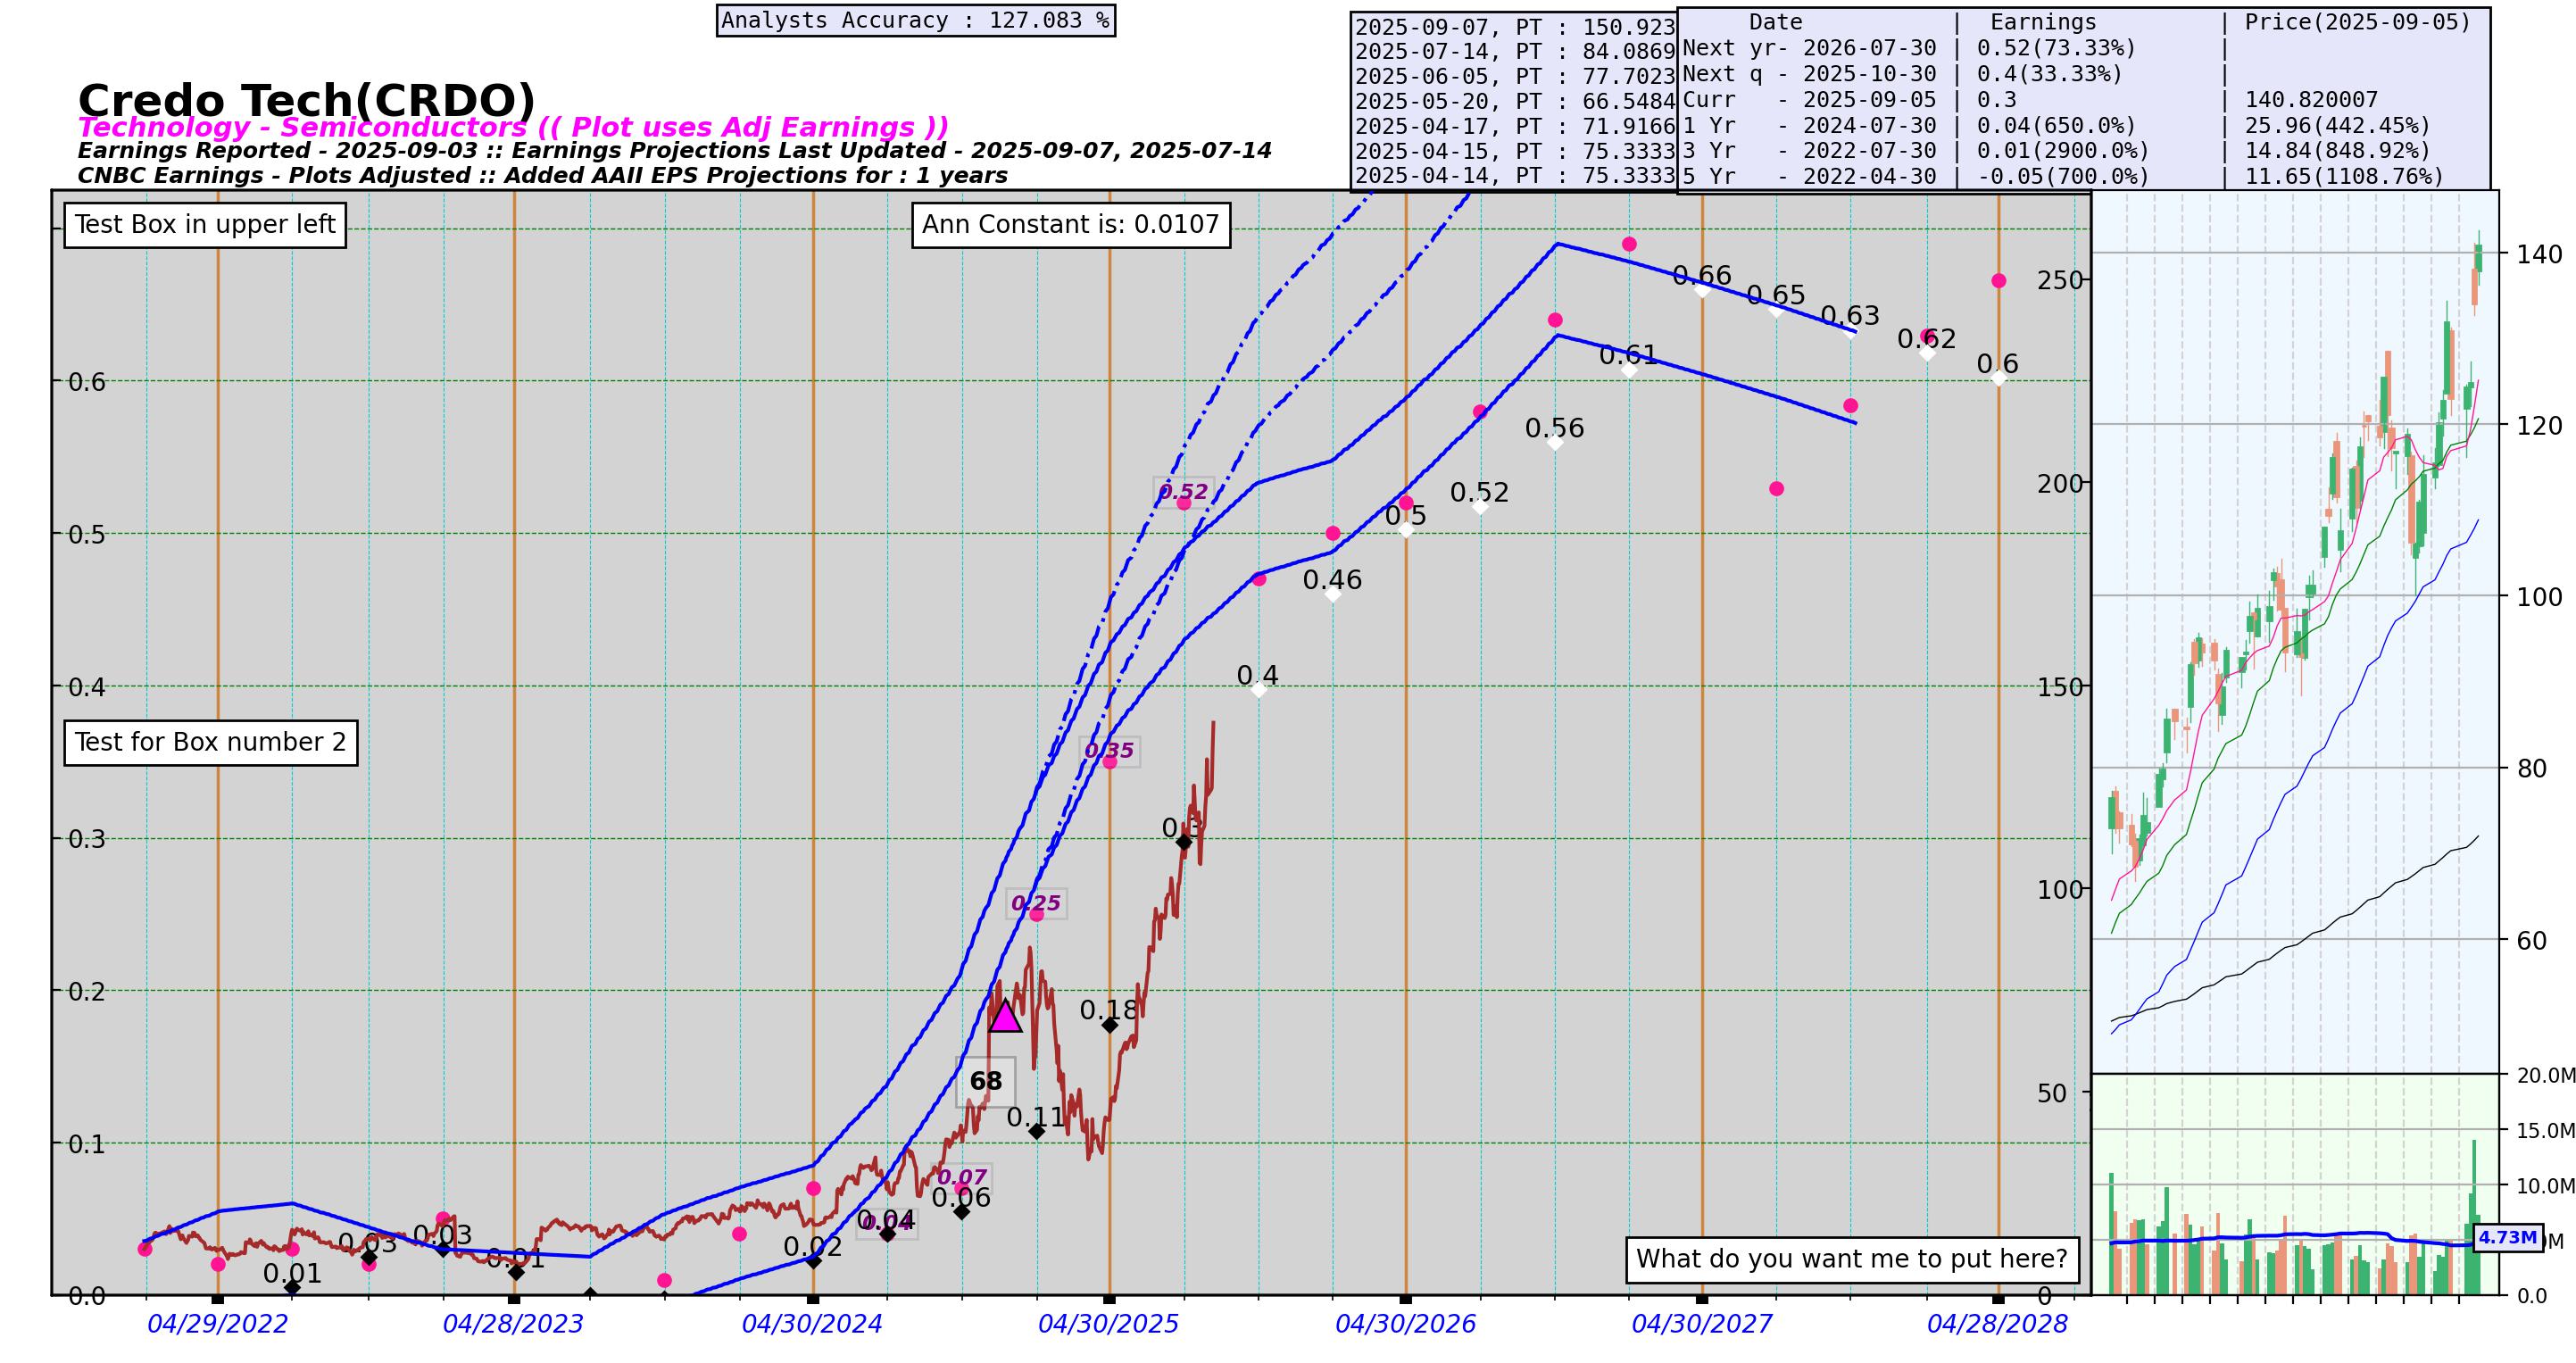 Analysts Accuracy : 127.083 %
2025-09-07, PT : 150.923
2025-07-14, PT : 84.0869
2025-06-05, PT : 77.7023
2025-05-20, PT : 66.5484
2025-04-17, PT : 71.9166
2025-04-15, PT : 75.3333
2025-04-14, PT : 75.3333
Date | Earnings | Price(2025-09-05)
Next yr- 2026-07-30 | 0.52(73.33%) |
Next q - 2025-10-30 | 0.4(33.33%) |
Curr - 2025-09-05 | 0.3 | 140.820007
1 Yr - 2024-07-30 | 0.04(650.0%) | 25.96(442.45%)
3 Yr - 2022-07-30 | 0.01(2900.0%) | 14.84(848.92%)
5 Yr - 2022-04-30 | -0.05(700.0%) | 11.65(1108.76%)
Credo Tech(CRDO)
Technology - Semiconductors (( Plot uses Adj Earnings ))
Earnings Reported - 2025-09-03 :: Earnings Projections Last Updated - 2025-09-07, 2025-07-14
CNBC Earnings - Plots Adjusted :: Added AAII EPS Projections for : 1 years
Test Box in upper left
Ann Constant is: 0.0107
Test for Box number 2
What do you want me to put here?
0.6
0.5
0.4
0.3
0.2
0.1
0.0
0.01
0.03
0.03
0.01
0.02
0.04
0.04
0.07
0.06
68
0.11
0.25
0.18
0.35
0.3
0.52
0.4
0.46
0.5
0.52
0.56
0.61
0.66
0.65
0.63
0.62
0.6
250
200
150
100
50
0
140
120
100
80
60
20.0M
15.0M
10.0M
4.73M
0.0
04/29/2022
04/28/2023
04/30/2024
04/30/2025
04/30/2026
04/30/2027
04/28/2028